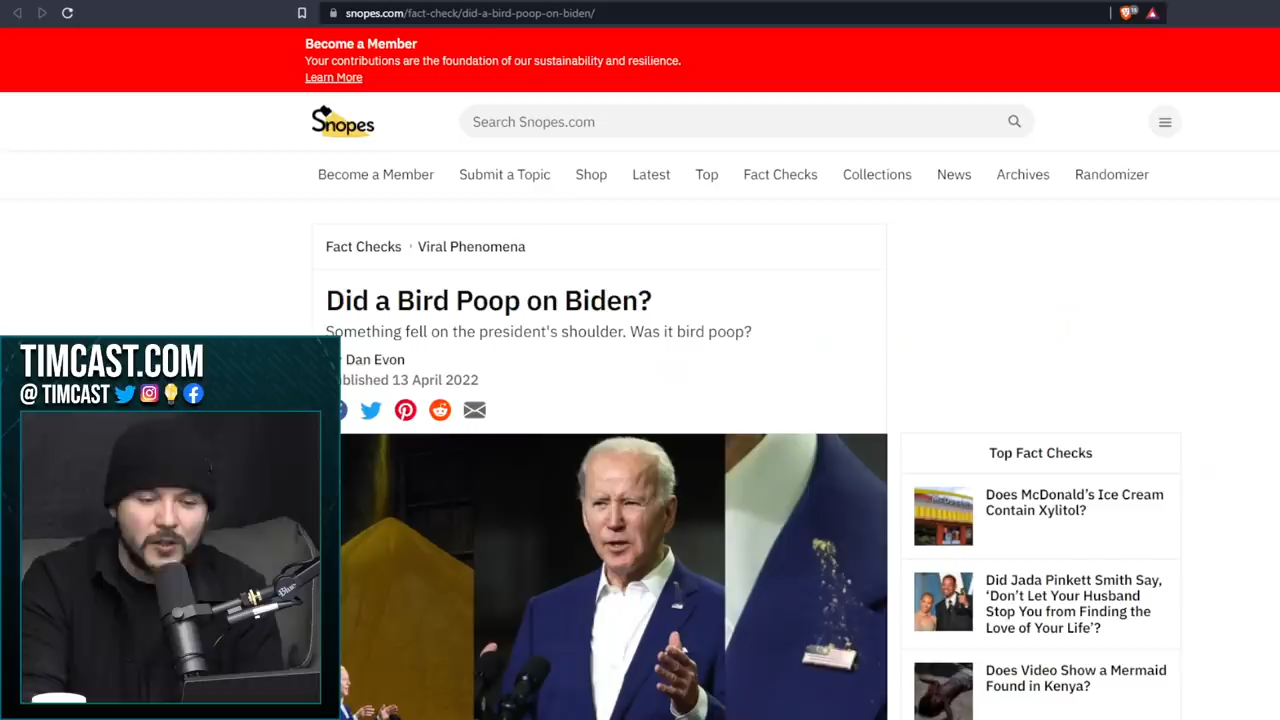 snopes.com/fact-check/did-a-bird-poop-on-biden/
Become a Member
Your contributions are the foundation of our sustainability and resilience.
Learn More
Snopes
Search Snopes.com
Become a Member Submit a Topic Shop Latest Top Fact Checks Collections News Archives Randomizer
Fact Checks › Viral Phenomena
Did a Bird Poop on Biden?
Something fell on the president's shoulder. Was it bird poop?
Dan Evon
13 April 2022
TIMCAST.COM
@ TIMCAST
Blue
Top Fact Checks
Does McDonald's Ice Cream
Contain Xylitol?
Did Jada Pinkett Smith Say,
‘Don’t Let Your Husband
Stop You from Finding the
Love of Your Life’?
Does Video Show a Mermaid
Found in Kenya?